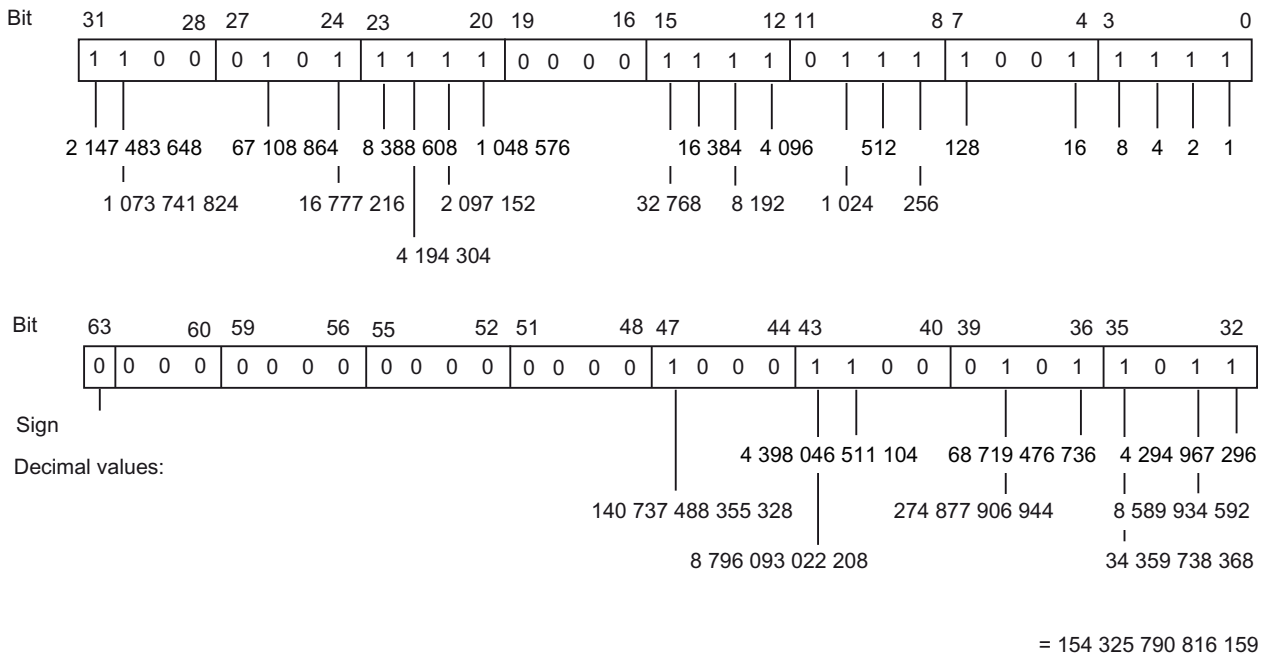 Bit 31 28 27 24 23 20 19 16 15 12 11 8 7 4 3 0
1 1 0 0 0 1 0 1 1 1 1 1 0 0 0 0 1 1 1 1 0 1 1 1 1 0 0 1 1 1 1 1
2 147 483 648 67 108 864 8 388 608 1 048 576 16 384 4 096 512 128 16 8 4 2 1
1 073 741 824 16 777 216 2 097 152 32 768 8 192 1 024 256
4 194 304
Bit 63 60 59 56 55 52 51 48 47 44 43 40 39 36 35 32
0 0 0 0 0 0 0 0 0 0 0 0 0 0 0 0 1 0 0 0 1 1 0 0 0 1 0 1 1 0 1 1
Sign
4 398 046 511 104 68 719 476 736 4 294 967 296
Decimal values:
140 737 488 355 328 274 877 906 944 8 589 934 592
8 796 093 022 208 34 359 738 368
= 154 325 790 816 159